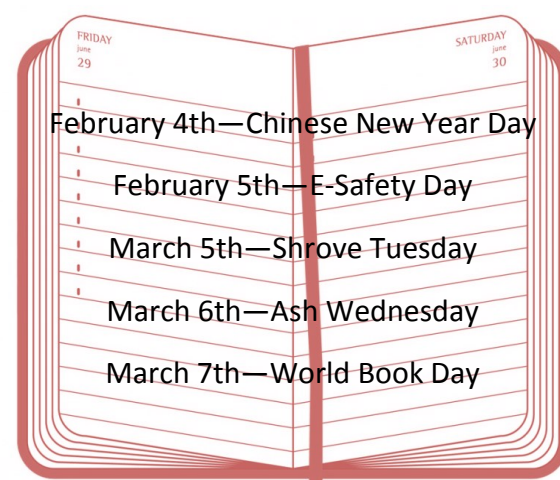 FRIDAY
june
29
SATURDAY
june
30
February 4th—Chinese New Year Day
February 5th—E-Safety Day
March 5th—Shrove Tuesday
March 6th—Ash Wednesday
March 7th—World Book Day